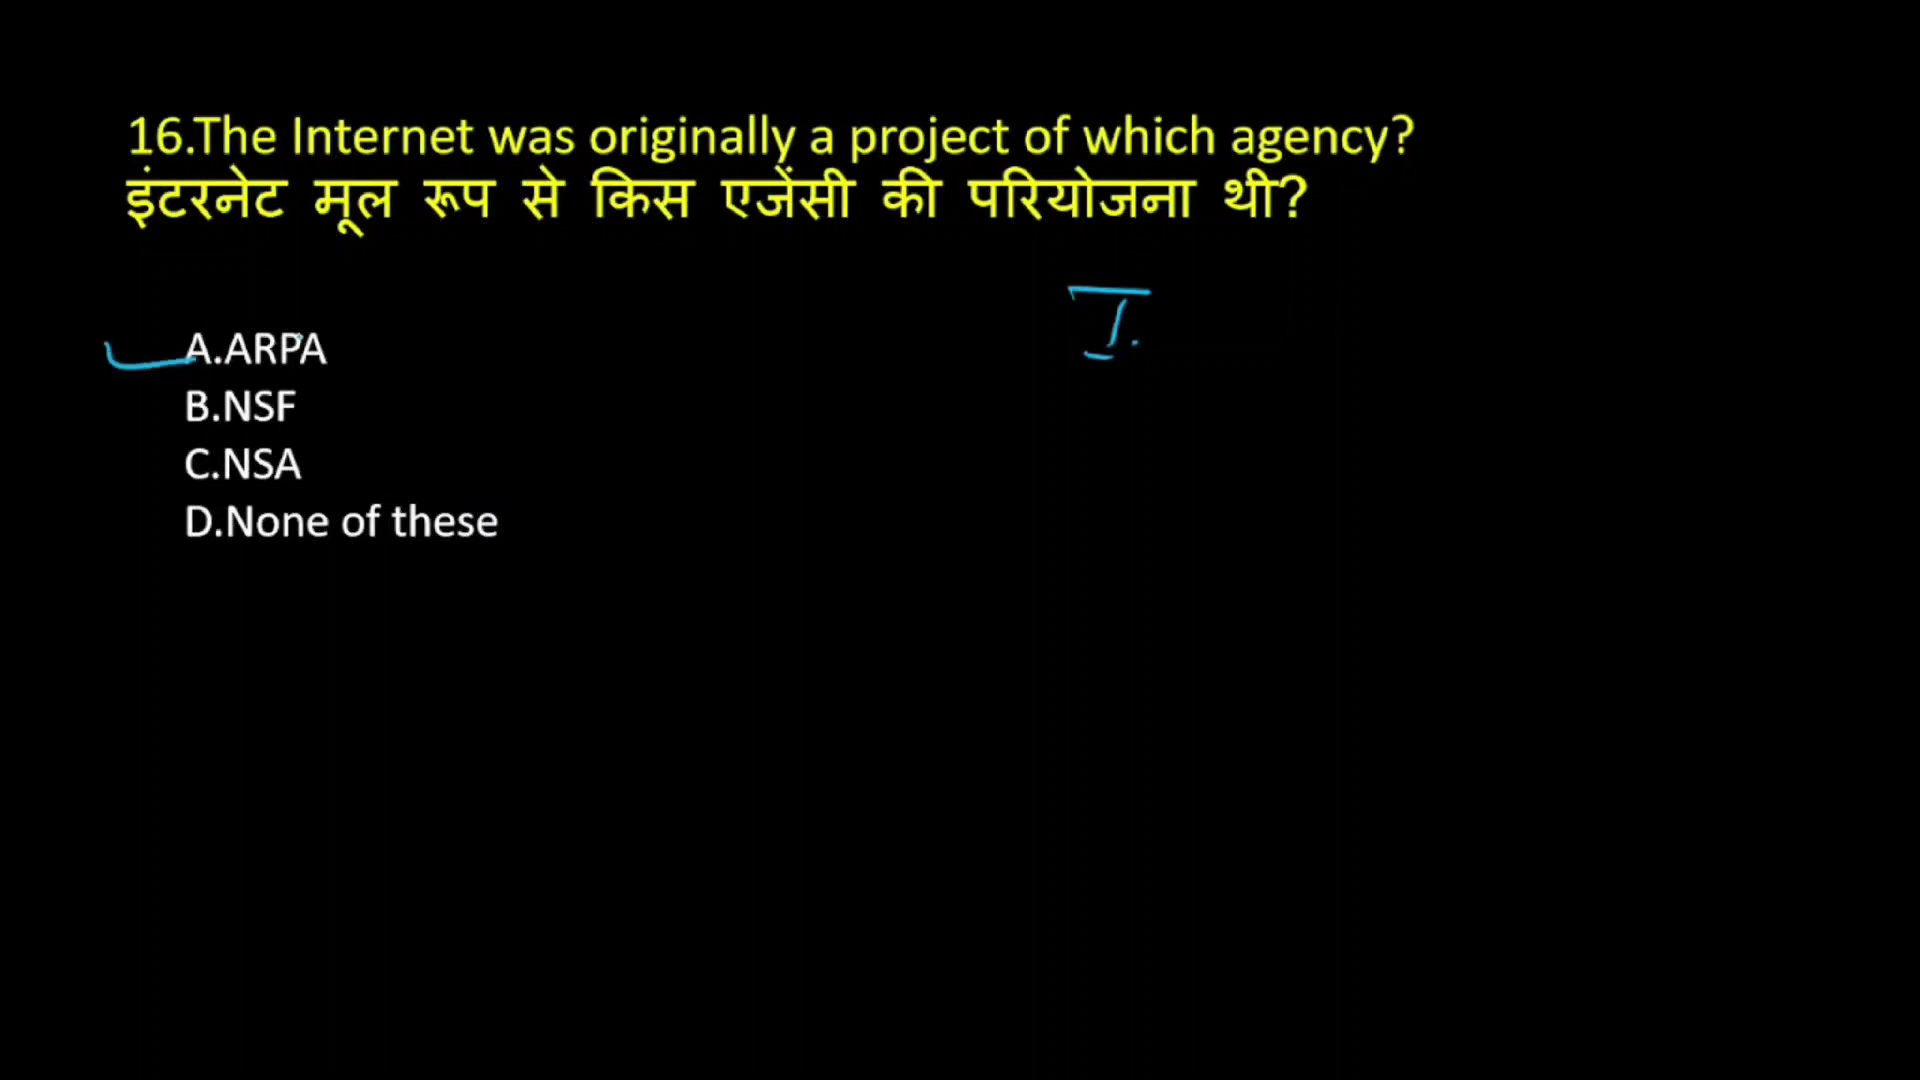 16.The Internet was originally a project of which agency?
इंटरनेट मूल रूप से किस एजेंसी की परियोजना थी?
I.
A.ARPA
B.NSF
C.NSA
D.None of these